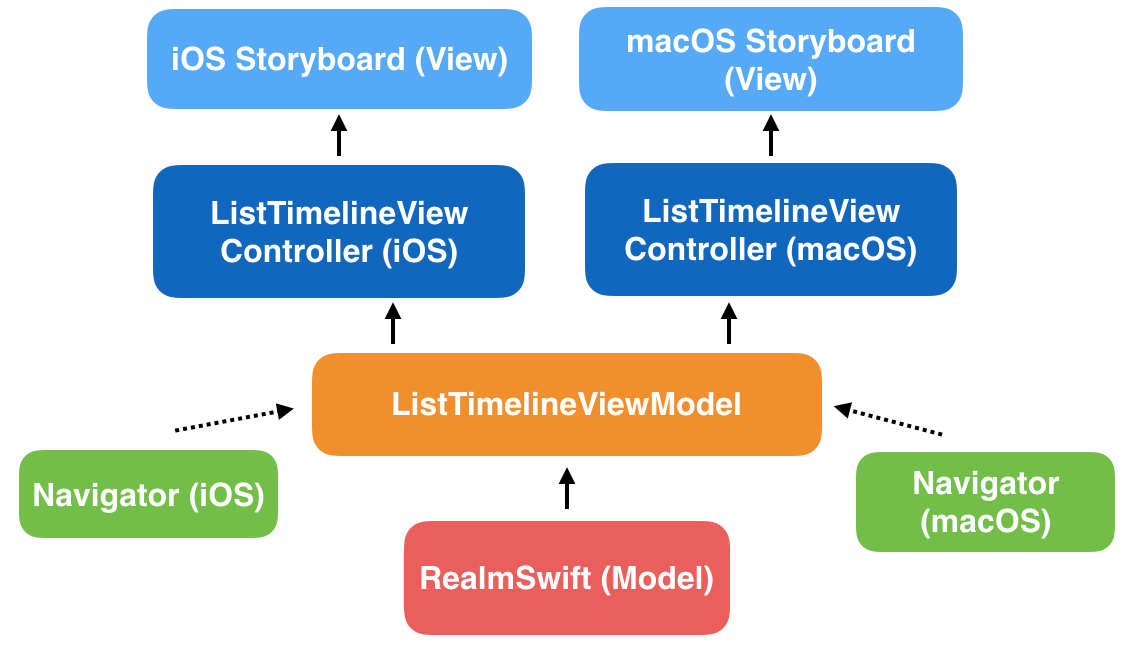 iOS Storyboard (View)
macOS Storyboard
(View)
ListTimelineView
Controller (iOS)
ListTimelineView
Controller (macOS)
ListTimelineViewModel
Navigator (iOS)
Navigator
(macOS)
RealmSwift (Model)